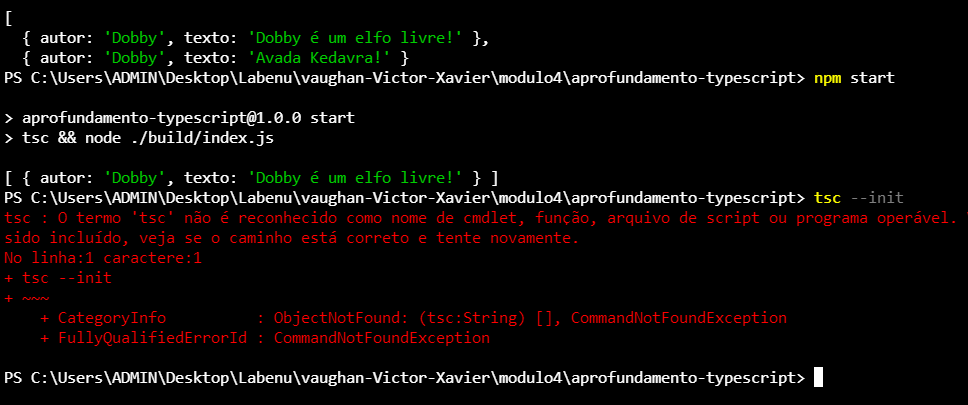 [
  { autor: 'Dobby', texto: 'Dobby é um elfo livre!' },
  { autor: 'Dobby', texto: 'Avada Kedavra!' }
PS C:\Users\ADMIN\Desktop\Labenu\vaughan-Victor-Xavier\modulo4\aprofundamento-typescript> npm start
> aprofundamento-typescript@1.0.0 start
> tsc && node ./build/index.js
[ { autor: 'Dobby', texto: 'Dobby é um elfo livre!' } ]
PS C:\Users\ADMIN\Desktop\Labenu\vaughan-Victor-Xavier\modulo4\aprofundamento-typescript> tsc --init
tsc : O termo 'tsc' não é reconhecido como nome de cmdlet, função, arquivo de script ou programa operável.
sido incluído, veja se o caminho está correto e tente novamente.
No linha:1 caractere:1
+ tsc --init
+ ~~~
    + CategoryInfo          : ObjectNotFound: (tsc:String) [], CommandNotFoundException
    + FullyQualifiedErrorId : CommandNotFoundException
PS C:\Users\ADMIN\Desktop\Labenu\vaughan-Victor-Xavier\modulo4\aprofundamento-typescript>